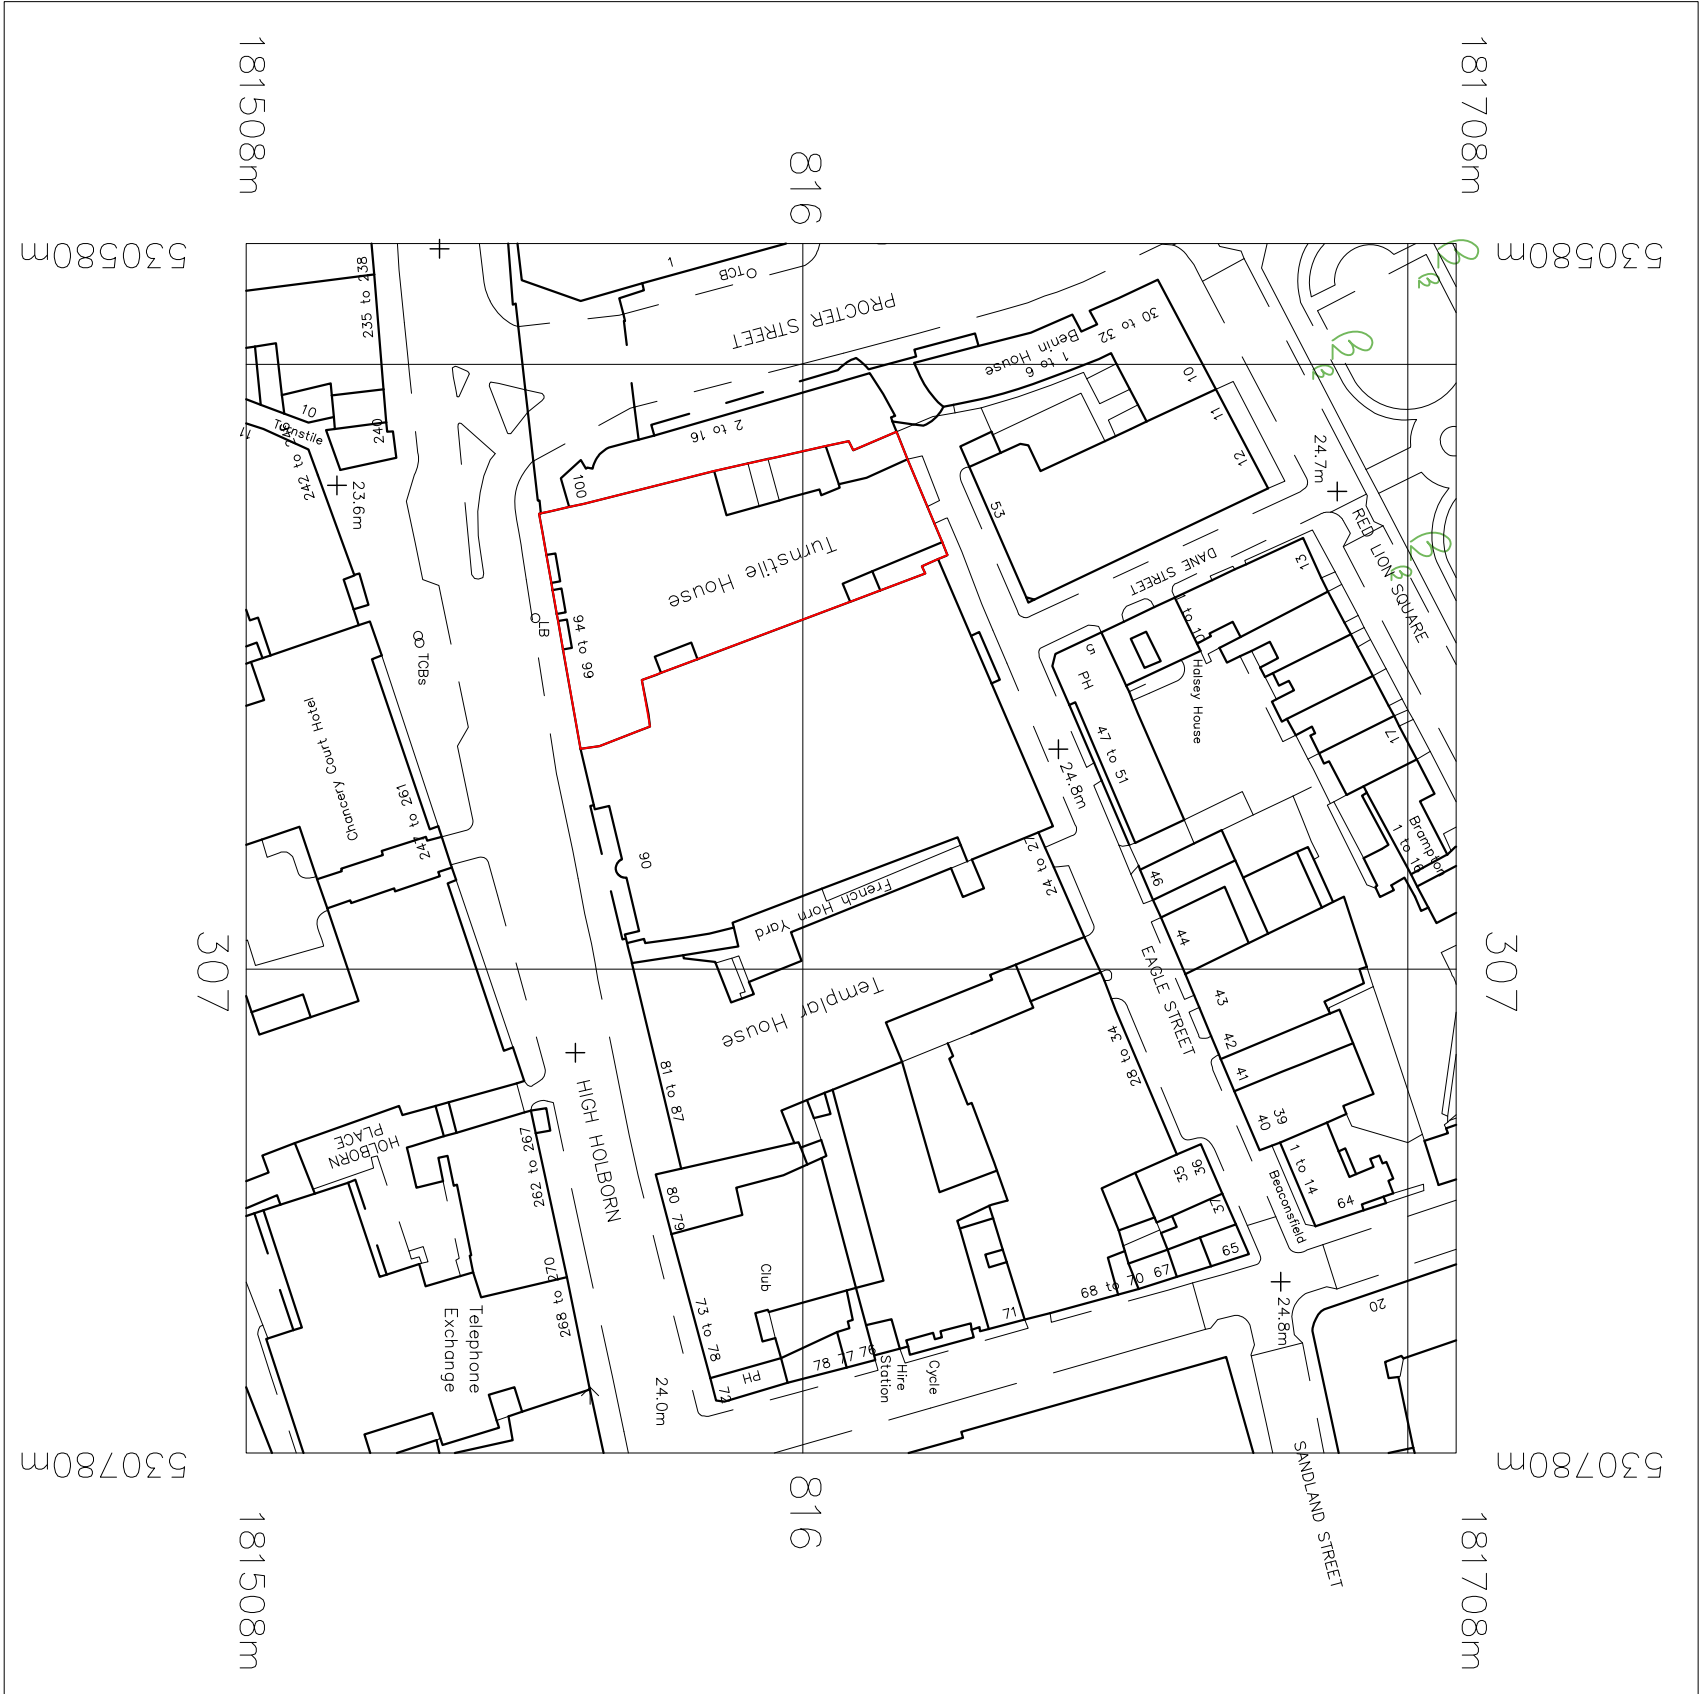 181508m
181708m
816
530580m
530580m
235 to 238
1
TCB
PROCTER STREET
30 to 32
Benin House
1 to 6
10
11
12
10
Turnstile
11
240
242 to
23.6m
2 to 16
100
53
24.7m
RED LION SQUARE
DANE STREET
13
Turnstile House
94 to 99
LB
TCBs
5
PH
to 10
Halsey House
47 to 51
17
Chancery Court Hotel
247 to 261
24.8m
Brampton
1 to 16
90
French Horn Yard
24 to 27
46
44
EAGLE STREET
43
42
41
40
39
307
307
Templar House
28 to 34
81 to 87
HIGH HOLBORN
HOLBORN
PLACE
262 to 267
268 to 270
Telephone
Exchange
80
79
73 to 78
Club
PH
72
78
77
76
Cycle
Hire
Station
71
68 to 70
67
65
35
36
37
1 to 14
Beaconsfield
64
24.8m
20
24.0m
SANDLAND STREET
530780m
530780m
816
181508m
181708m